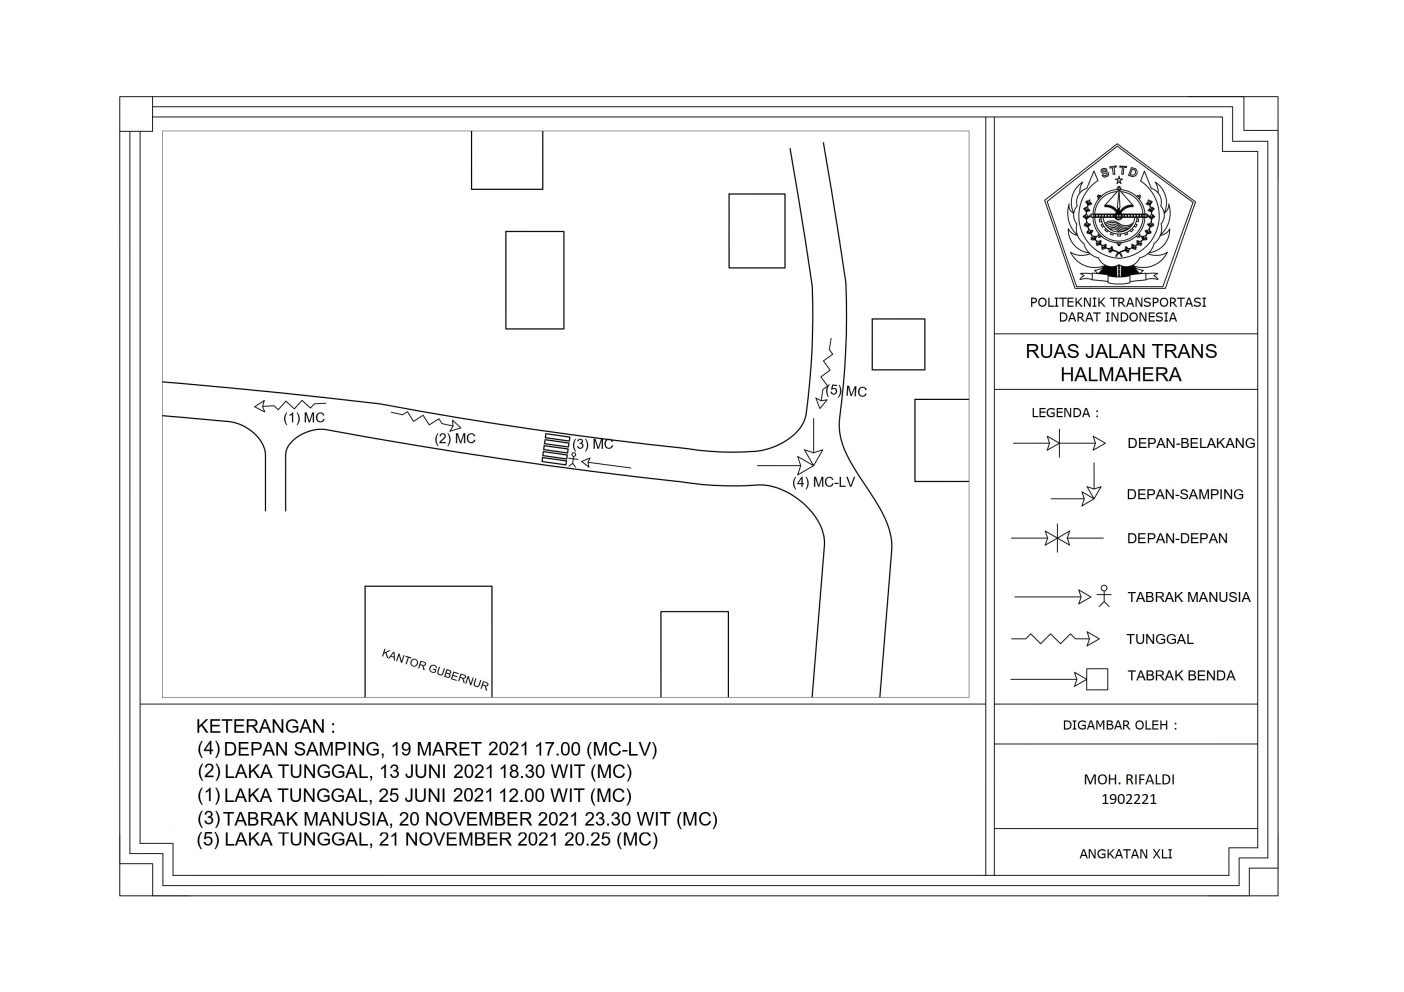 (1) MC
(2) MC
(3) MC
(4) MC-LV
(5) MC
KANTOR GUBERNUR
KETERANGAN :
(4) DEPAN SAMPING, 19 MARET 2021 17.00 (MC-LV)
(2) LAKA TUNGGAL, 13 JUNI 2021 18.30 WIT (MC)
(1) LAKA TUNGGAL, 25 JUNI 2021 12.00 WIT (MC)
(3) TABRAK MANUSIA, 20 NOVEMBER 2021 23.30 WIT (MC)
(5) LAKA TUNGGAL, 21 NOVEMBER 2021 20.25 (MC)
STTD
POLITEKNIK TRANSPORTASI
DARAT INDONESIA
RUAS JALAN TRANS
HALMAHERA
LEGENDA :
DEPAN-BELAKANG
DEPAN-SAMPING
DEPAN-DEPAN
TABRAK MANUSIA
TUNGGAL
TABRAK BENDA
DIGAMBAR OLEH :
MOH. RIFALDI
1902221
ANGKATAN XLI